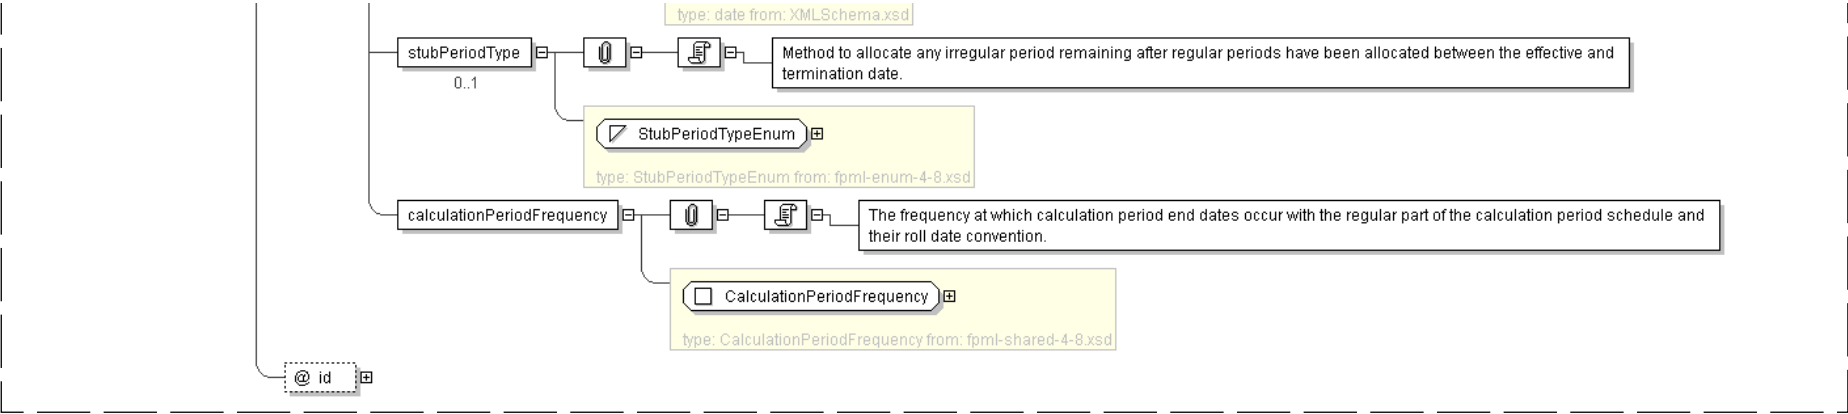 type: date from: XMLSchema.xsd
stubPeriodType
Method to allocate any irregular period remaining after regular periods have been allocated between the effective and
termination date.
0..1
StubPeriodTypeEnum
type: StubPeriodTypeEnum from: fpml-enum-4-8.xsd
calculationPeriodFrequency
The frequency at which calculation period end dates occur with the regular part of the calculation period schedule and
their roll date convention.
CalculationPeriodFrequency
type: CalculationPeriodFrequency from: fpml-shared-4-8.xsd
@ id